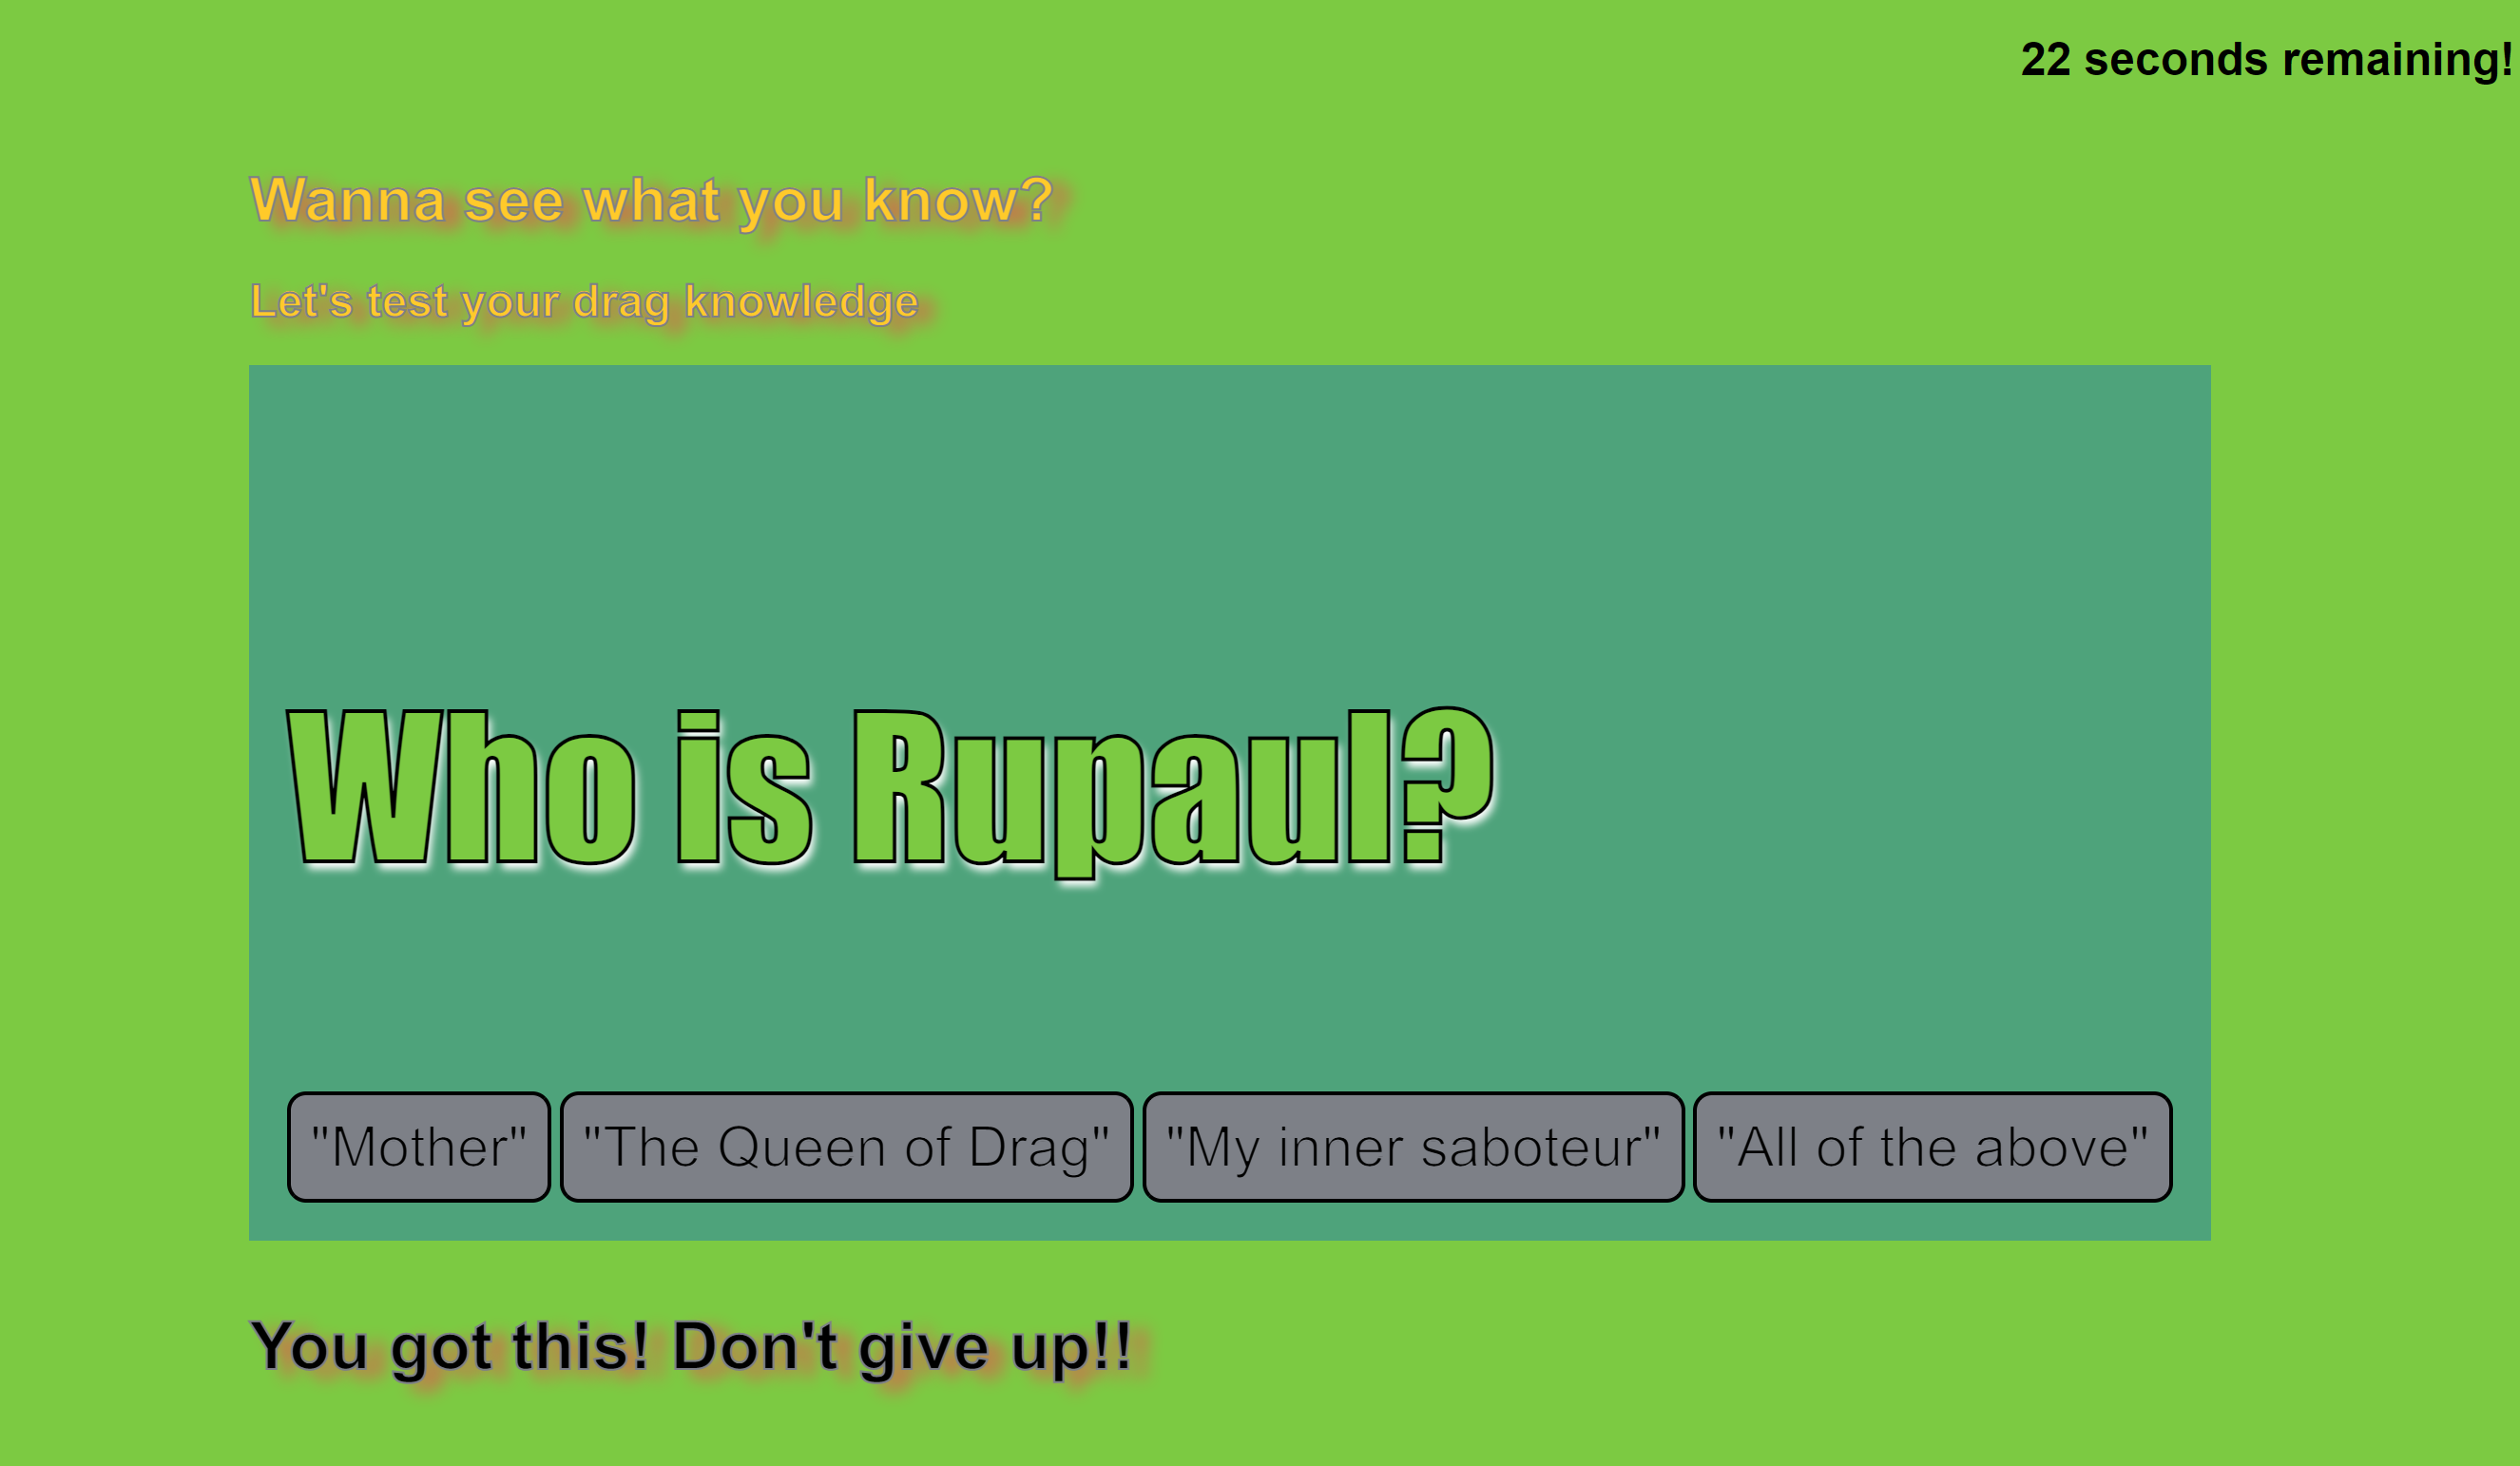 22 seconds remaining!
Wanna see what you know?
Let's test your drag knowledge
Who is Rupaul?
"Mother" "The Queen of Drag" "My inner saboteur" "All of the above"
You got this! Don't give up!!